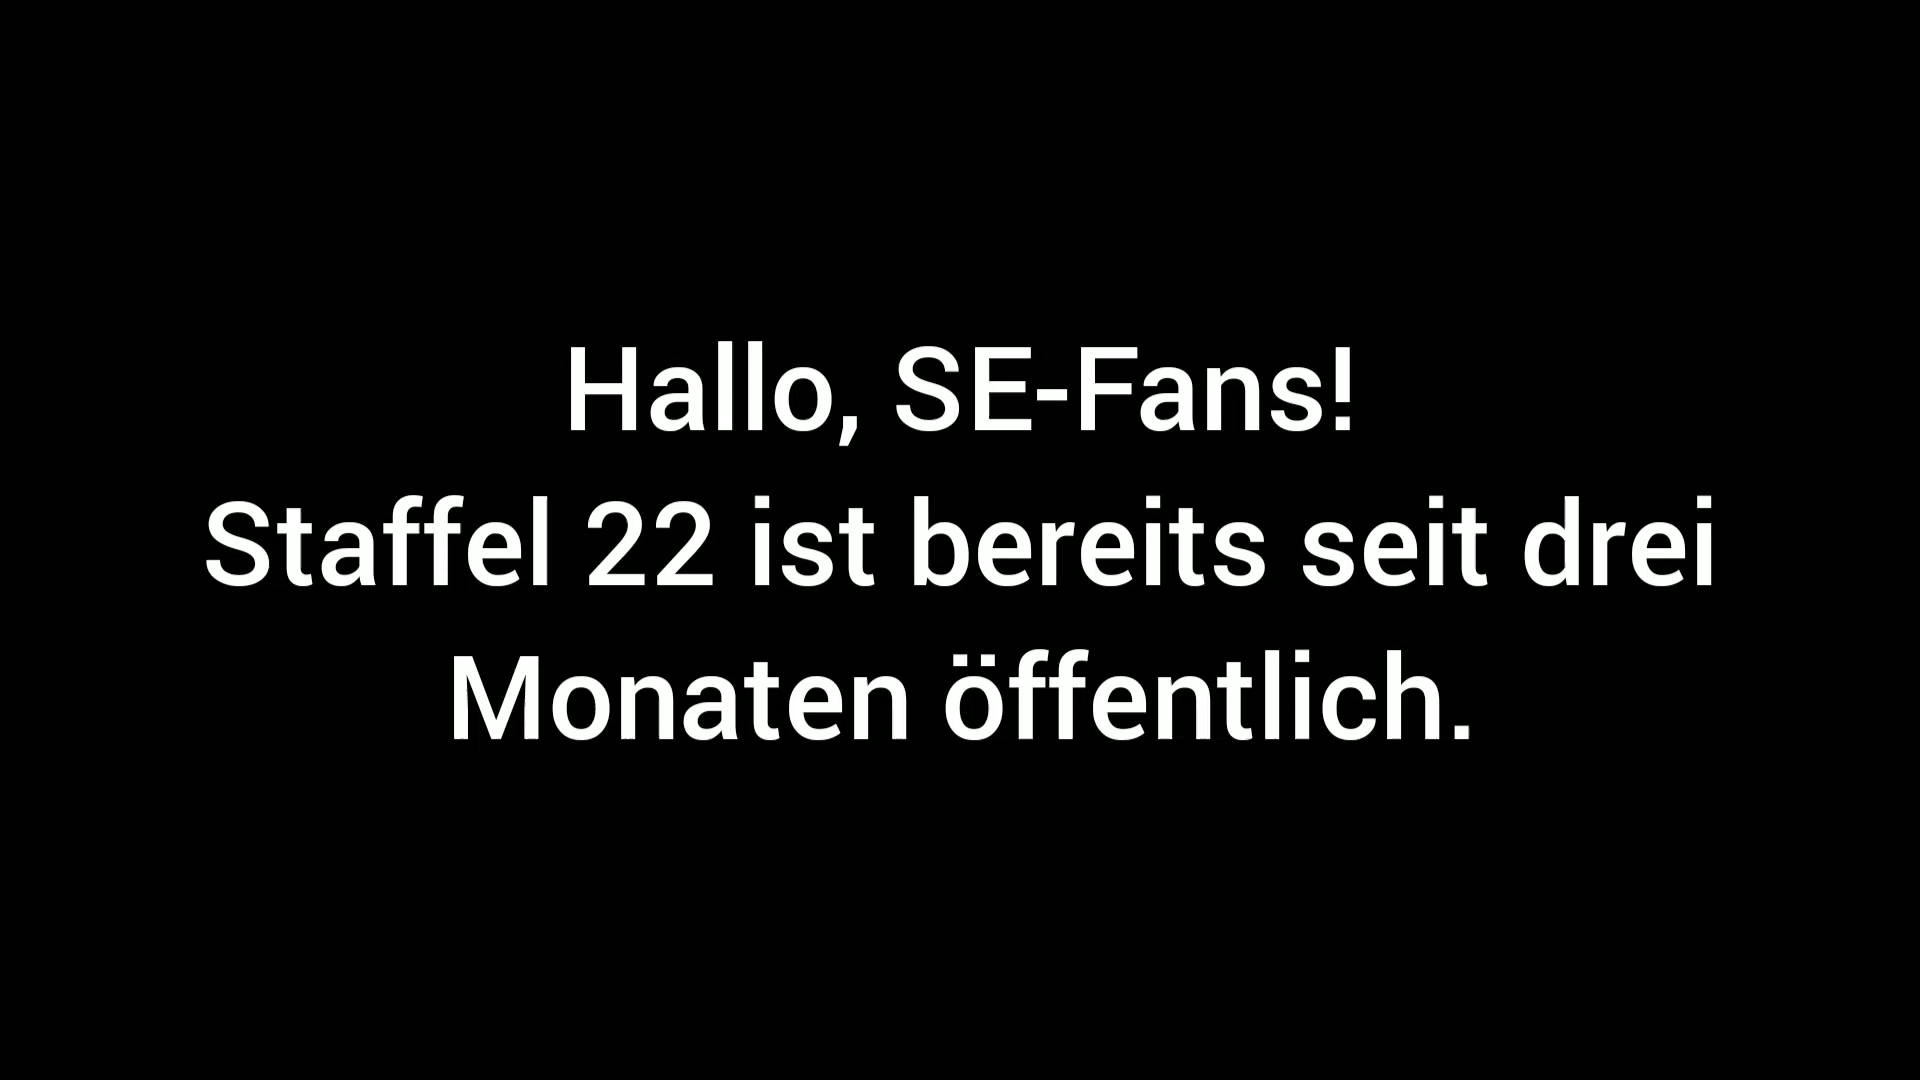 Hallo, SE-Fans!
Staffel 22 ist bereits seit drei
Monaten öffentlich.